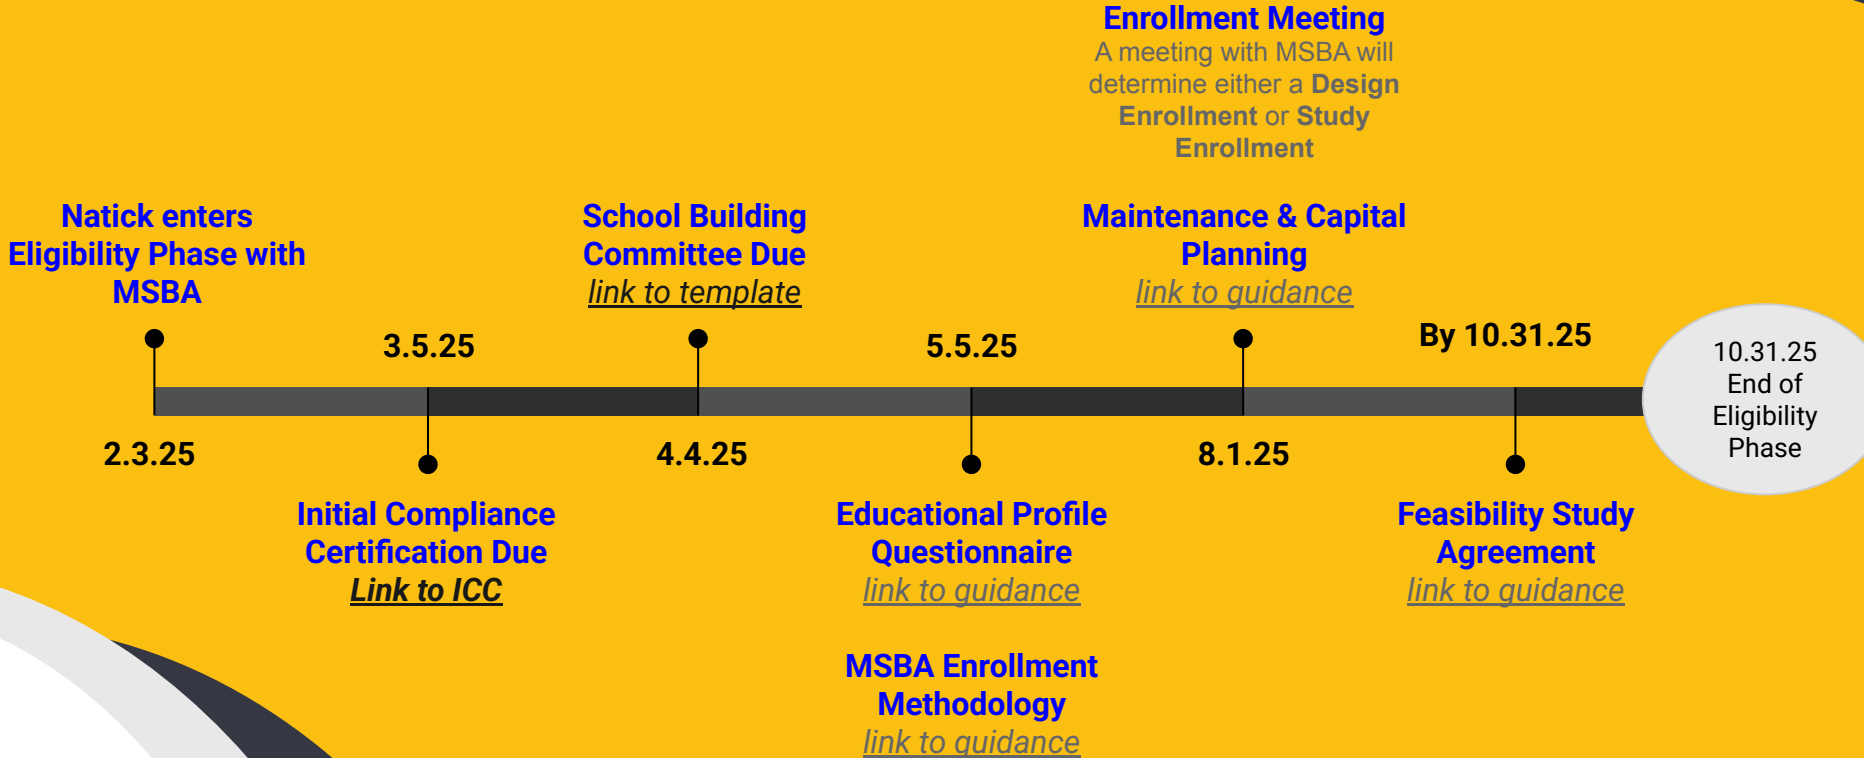 Enrollment Meeting
A meeting with MSBA will
determine either a Design
Enrollment or Study
Enrollment
Natick enters
Eligibility Phase with
MSBA
School Building
Committee Due
link to template
Maintenance & Capital
Planning
link to guidance
3.5.25
5.5.25
By 10.31.25
10.31.25
End of
Eligibility
Phase
2.3.25
4.4.25
8.1.25
Initial Compliance
Certification Due
Link to ICC
Educational Profile
Questionnaire
link to guidance
Feasibility Study
Agreement
link to guidance
MSBA Enrollment
Methodology
link to guidance